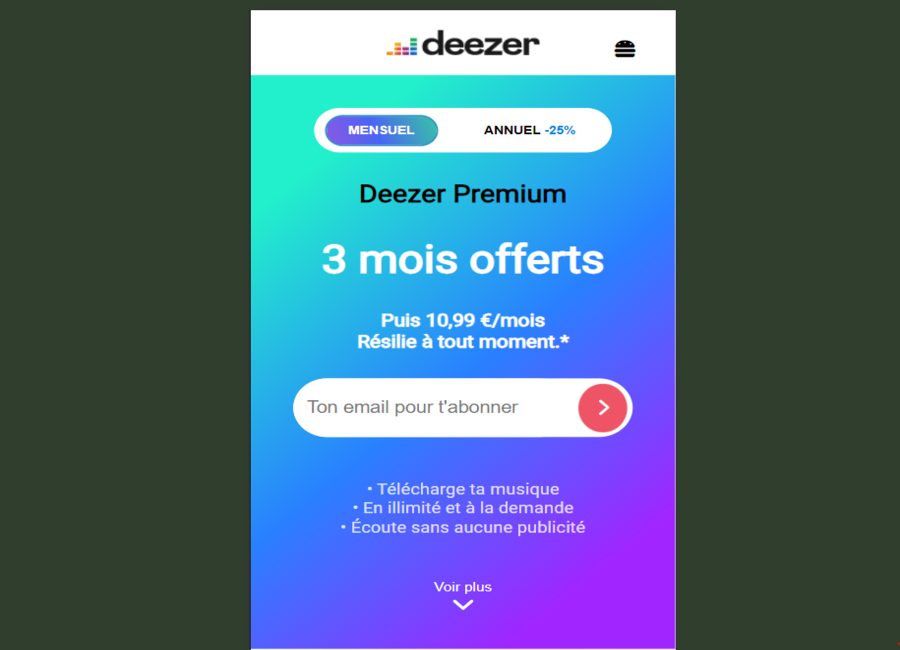 deezer
MENSUEL
ANNUEL -25%
Deezer Premium
3 mois offerts
Puis 10,99 €/mois
Résilie à tout moment.*
Ton email pour t'abonner
• Télécharge ta musique
• En illimité et à la demande
• Écoute sans aucune publicité
Voir plus